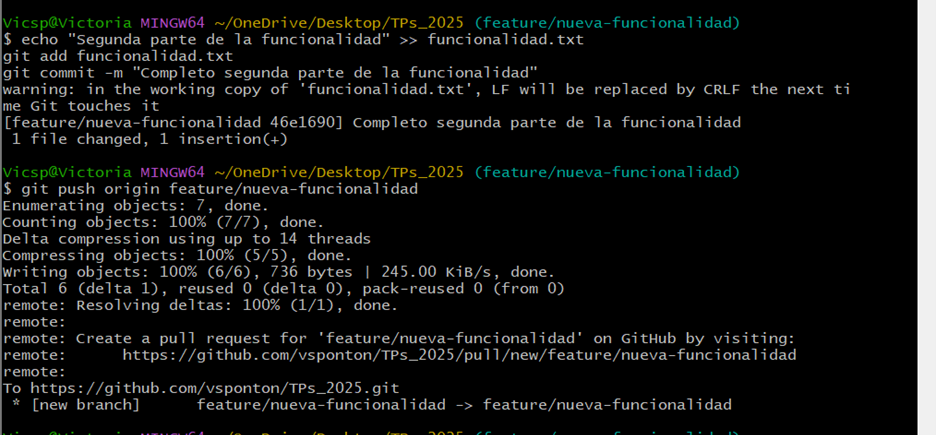 Vicsp@Victoria MINGW64 ~/OneDrive/Desktop/TPs_2025 (feature/nueva-funcionalidad)
$ echo "Segunda parte de la funcionalidad" >> funcionalidad.txt
git add funcionalidad.txt
git commit -m "Completo segunda parte de la funcionalidad"
warning: in the working copy of 'funcionalidad.txt', LF will be replaced by CRLF the next ti
me Git touches it
[feature/nueva-funcionalidad 46e1690] Completo segunda parte de la funcionalidad
 1 file changed, 1 insertion(+)
Vicsp@Victoria MINGW64 ~/OneDrive/Desktop/TPs_2025 (feature/nueva-funcionalidad)
$ git push origin feature/nueva-funcionalidad
Enumerating objects: 7, done.
Counting objects: 100% (7/7), done.
Delta compression using up to 14 threads
Compressing objects: 100% (5/5), done.
Writing objects: 100% (6/6), 736 bytes | 245.00 KiB/s, done.
Total 6 (delta 1), reused 0 (delta 0), pack-reused 0 (from 0)
remote: Resolving deltas: 100% (1/1), done.
remote:
remote: Create a pull request for 'feature/nueva-funcionalidad' on GitHub by visiting:
remote:      https://github.com/vsponton/TPs_2025/pull/new/feature/nueva-funcionalidad
remote:
To https://github.com/vsponton/TPs_2025.git
 * [new branch]      feature/nueva-funcionalidad -> feature/nueva-funcionalidad